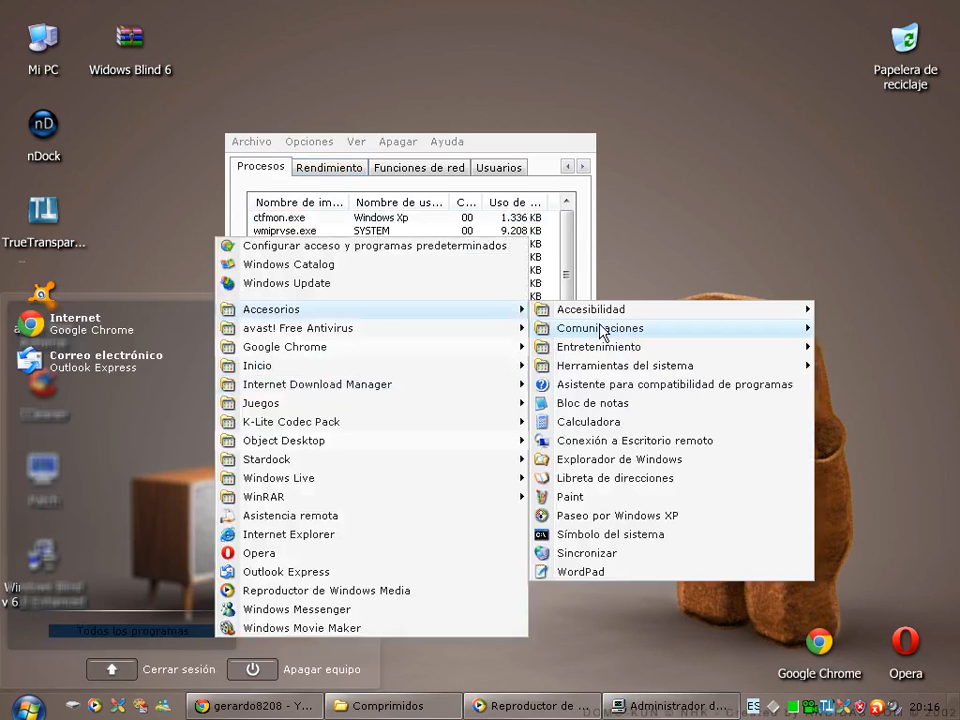 Mi PC
Widows Blind 6
Papelera de
reciclaje
nDock
TrueTranspar...
Archivo Opciones Ver Apagar Ayuda
Procesos Rendimiento Funciones de red Usuarios
Nombre de im... Nombre de us... C... Uso de ...
ctfmon.exe Windows Xp 00 1.336 KB
wmiprvse.exe SYSTEM 00 9.208 KB
KB
KB
KB
KB
Internet
Google Chrome
Correo electrónico
Outlook Express
Todos los programas
Cerrar sesión
Apagar equipo
Configurar acceso y programas predeterminados
Windows Catalog
Windows Update
Accesorios
avast! Free Antivirus
Google Chrome
Inicio
Internet Download Manager
Juegos
K-Lite Codec Pack
Object Desktop
Stardock
Windows Live
WinRAR
Asistencia remota
Internet Explorer
Opera
Outlook Express
Reproductor de Windows Media
Windows Messenger
Windows Movie Maker
Accesibilidad
Comunicaciones
Entretenimiento
Herramientas del sistema
Asistente para compatibilidad de programas
Bloc de notas
Calculadora
Conexión a Escritorio remoto
Explorador de Windows
Libreta de direcciones
Paint
Paseo por Windows XP
Símbolo del sistema
Sincronizar
WordPad
Google Chrome
Opera
gerardo8208 - Y...
Comprimidos
Reproductor de ...
Administrador d...
ES
20:16